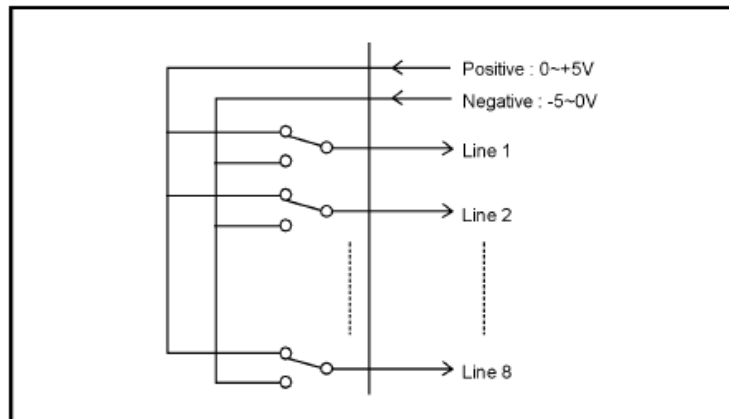 Positive : 0~+5V
Negative : -5~0V
Line 1
Line 2
Line 8